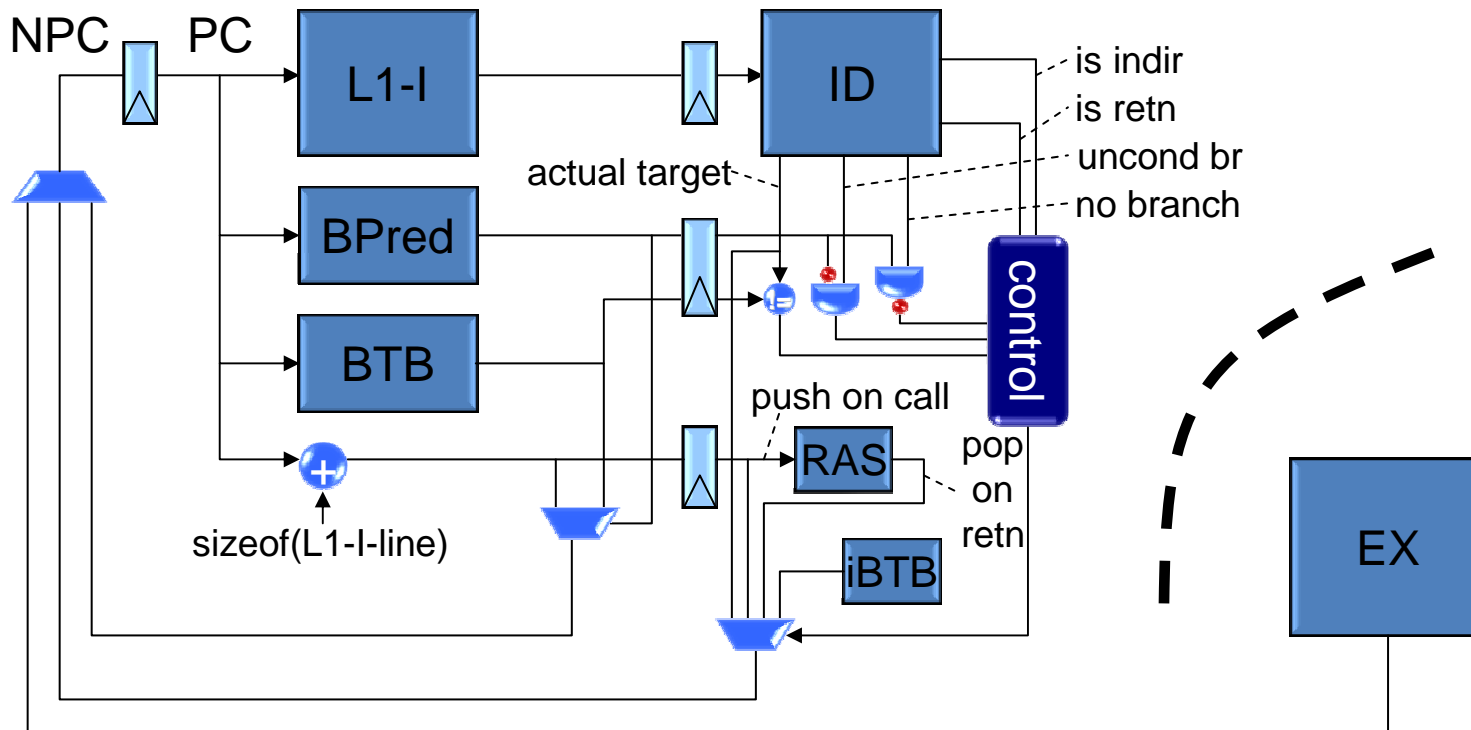 NPC
PC
L1-I
ID
is indir
is retn
uncond br
no branch
actual target
BPred
!=
control
BTB
push on call
+
RAS
pop
on
retn
sizeof(L1-I-line)
iBTB
EX